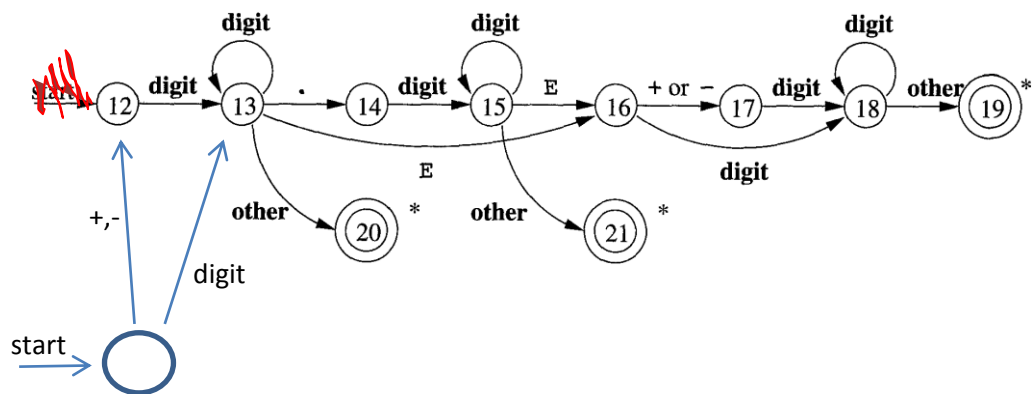 digit
digit
digit
start
12
digit
13
.
14
digit
15
E
16
+ or -
17
digit
18
other
19
*
E
digit
other
20
*
other
21
*
+,-
digit
start